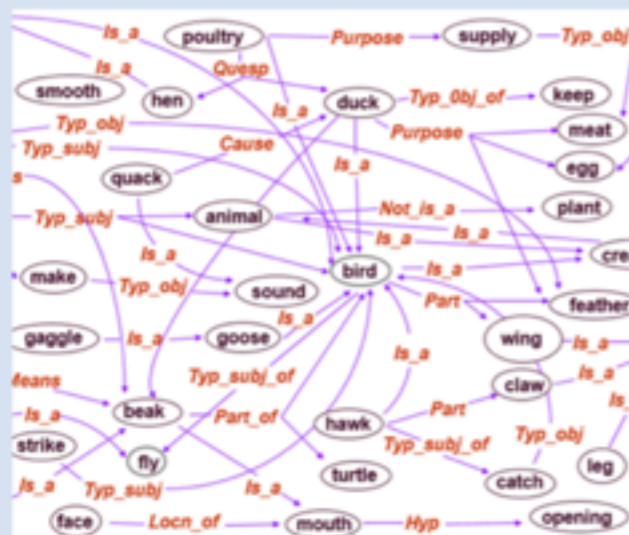 Is_a poultry Purpose supply Typ_obj
Is_a Quesp
smooth hen Is_a duck Typ_0bj_of keep
Typ_obj Purpose meat
Typ_subj Cause egg
s quack Is_a
Typ_subj animal Not_is_a plant
Is_a Is_a
Is_a bird Is_a crea
make Typ_obj sound Part feather
gaggle Is_a goose Is_a wing Is_a
Is_a
Means Typ_subj_of claw Is_a
beak Part_of hawk Part Is_
Is_a Typ_subj_of Typ_obj
strike fly turtle catch leg
Is_a Typ_subj Is_a
face Locn_of mouth Hyp opening